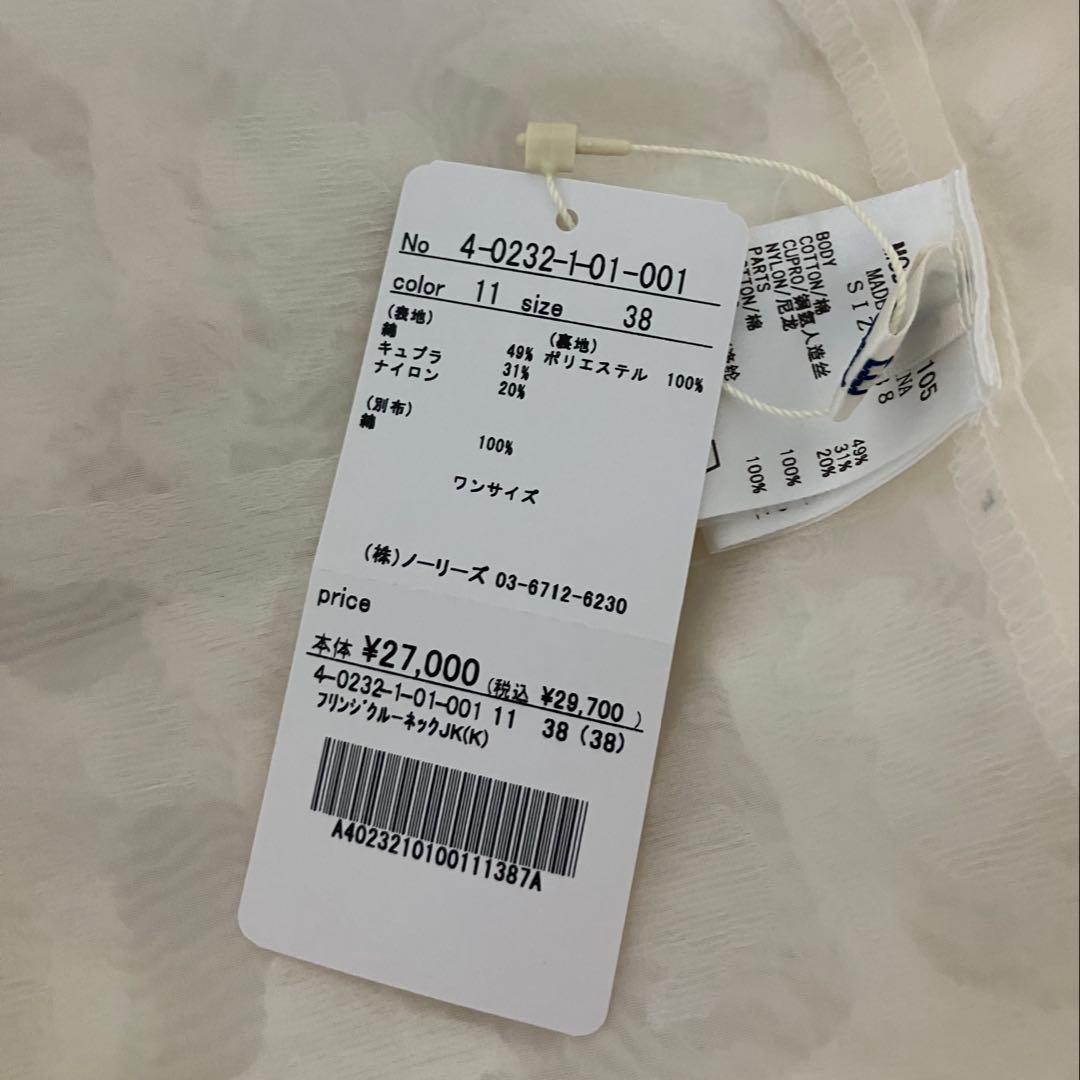 No 4-0232-1-01-001
color 11 size 38
(表地) (裏地)
綿 49% ポリエステル 100%
キュプラ 31%
ナイロン 20%
(別布)
綿 100%
ワンサイズ
(株)ノーリーズ 03-6712-6230
price
本体 ¥27,000 (税込 ¥29,700 )
4-0232-1-01-001 11 38 (38)
フリンジクルーネックJK(K)
A4023210100111387A
BODY
COTTON/棉 49%
CUPRO/铜氨人造丝 31%
NYLON/尼龙 20%
PARTS
100%
100%
105